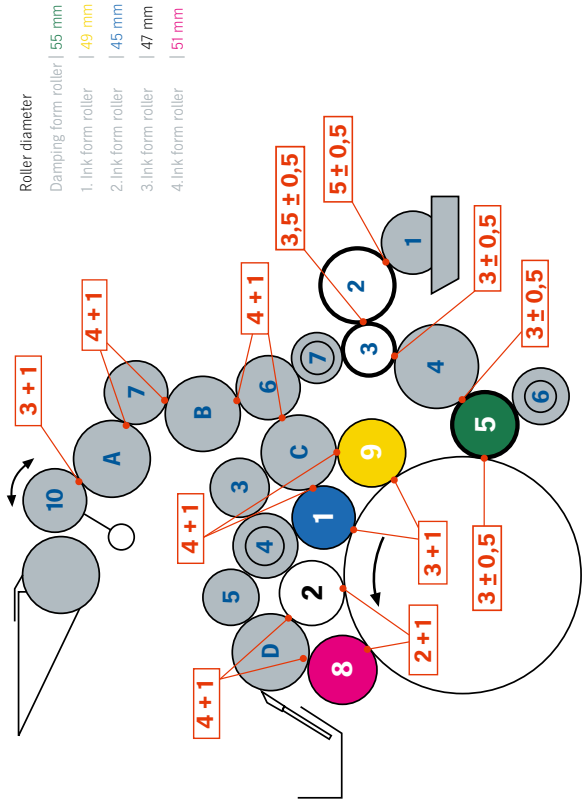 Roller diameter
Damping form roller | 55 mm
1. Ink form roller | 49 mm
2. Ink form roller | 45 mm
3. Ink form roller | 47 mm
4. Ink form roller | 51 mm
3 + 1
4 + 1
4 + 1
3,5 ± 0,5
5 ± 0,5
3 ± 0,5
3 ± 0,5
3 ± 0,5
3 + 1
2 + 1
4 + 1
4 + 1
10
A
7
B
6
7
C
3
4
5
D
8
2
1
9
5
6
4
3
2
1